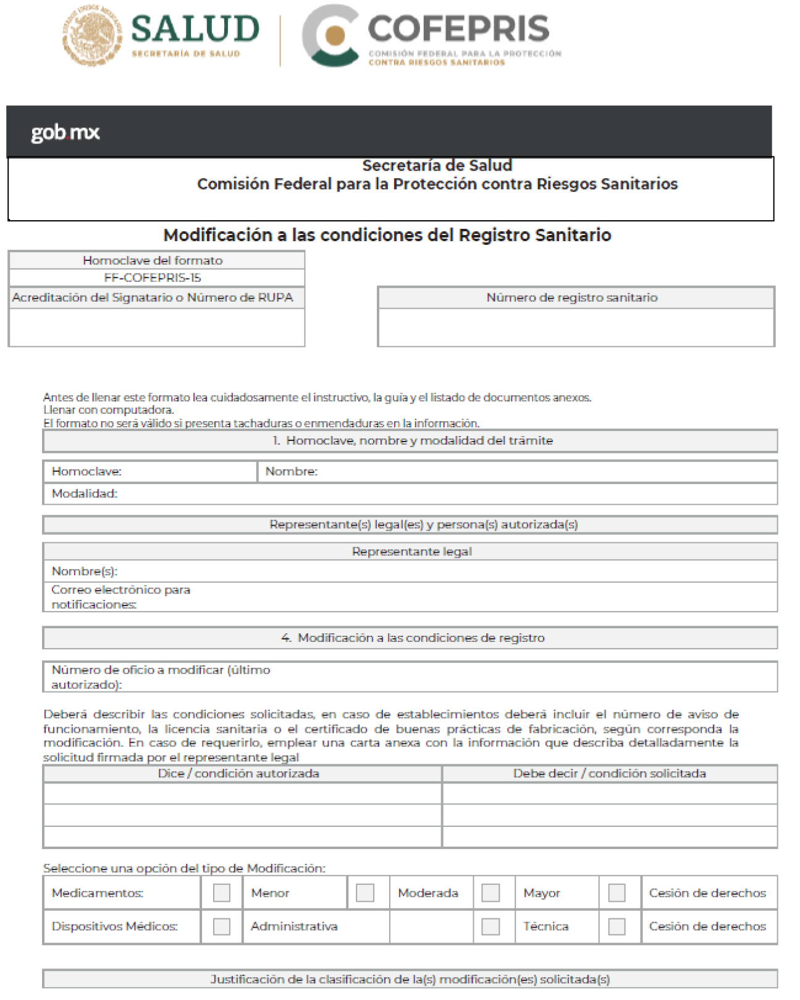 SALUD
SECRETARÍA DE SALUD
COFEPRIS
COMISIÓN FEDERAL PARA LA PROTECCIÓN
CONTRA RIESGOS SANITARIOS
gob.mx
Secretaría de Salud
Comisión Federal para la Protección contra Riesgos Sanitarios
Modificación a las condiciones del Registro Sanitario
Homoclave del formato
FF-COFEPRIS-15
Acreditación del Signatario o Número de RUPA
Número de registro sanitario
Antes de llenar este formato lea cuidadosamente el instructivo, la guía y el listado de documentos anexos.
Llenar con computadora.
El formato no será válido si presenta tachaduras o enmendaduras en la información.
1. Homoclave, nombre y modalidad del trámite
Homoclave: Nombre:
Modalidad:
Representante(s) legal(es) y persona(s) autorizada(s)
Representante legal
Nombre(s):
Correo electrónico para
notificaciones:
4. Modificación a las condiciones de registro
Número de oficio a modificar (último
autorizado):
Deberá describir las condiciones solicitadas, en caso de establecimientos deberá incluir el número de aviso de
funcionamiento, la licencia sanitaria o el certificado de buenas prácticas de fabricación, según corresponda la
modificación. En caso de requerirlo, emplear una carta anexa con la información que describa detalladamente la
solicitud firmada por el representante legal
Dice / condición autorizada Debe decir / condición solicitada
Seleccione una opción del tipo de Modificación:
Medicamentos: Menor Moderada Mayor Cesión de derechos
Dispositivos Médicos: Administrativa Técnica Cesión de derechos
Justificación de la clasificación de la(s) modificación(es) solicitada(s)